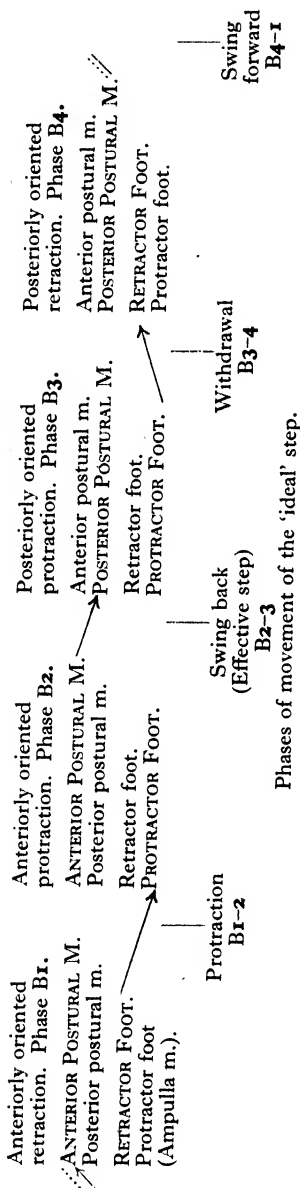 Anteriorly oriented
retraction. Phase B1.
ANTERIOR POSTURAL M.
Posterior postural m.
RETRACTOR FOOT.
Protractor foot
(Ampulla m.).
Protraction
B1–2
Anteriorly oriented
protraction. Phase B2.
ANTERIOR POSTURAL M.
Posterior postural m.
Retractor foot.
PROTRACTOR FOOT.
Swing back
(Effective step)
B2–3
Posteriorly oriented
protraction. Phase B3.
Anterior postural m.
POSTERIOR POSTURAL M.
Retractor foot.
PROTRACTOR FOOT.
Withdrawal
B3–4
Posteriorly oriented
retraction. Phase B4.
Anterior postural m.
POSTERIOR POSTURAL M.
RETRACTOR FOOT.
Protractor foot.
Swing
forward
B4–1
Phases of movement of the ‘ideal’ step.